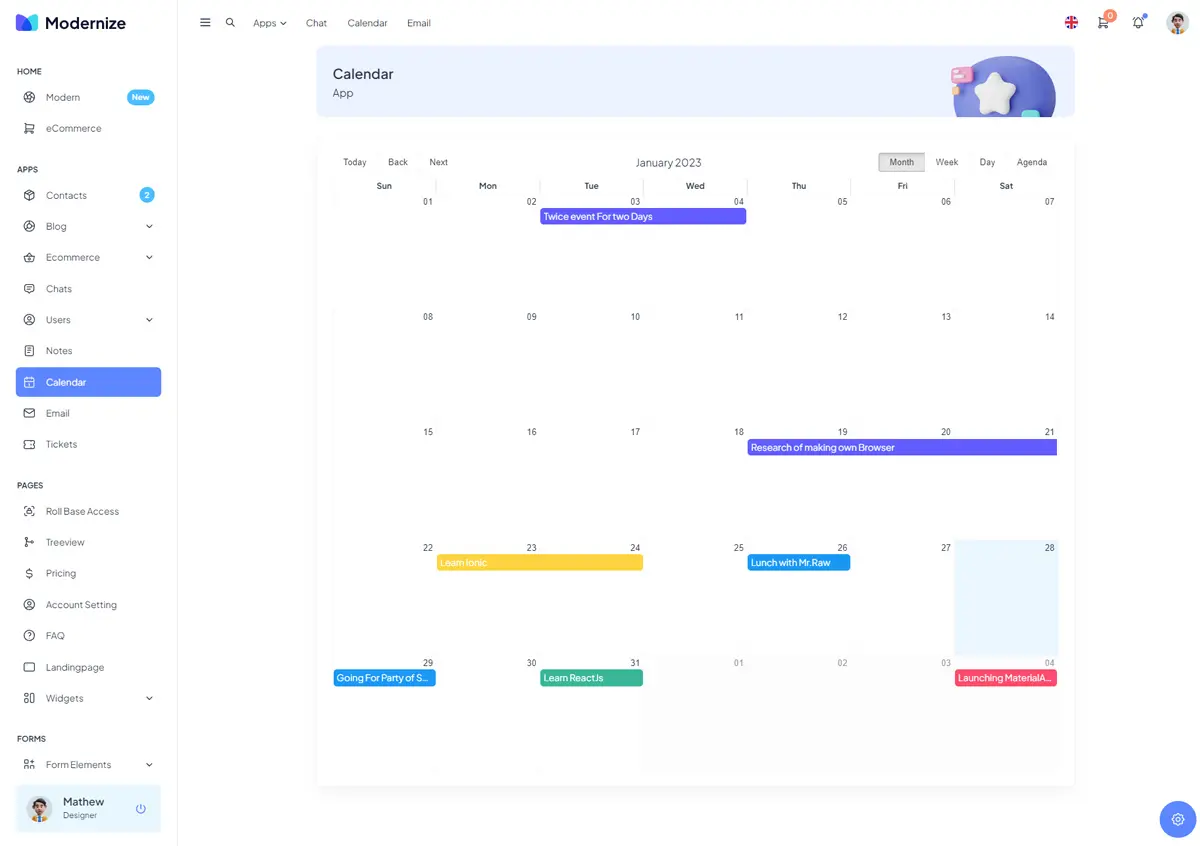 Modernize
Apps Chat Calendar Email
0
HOME
Modern New
eCommerce
APPS
Contacts 2
Blog
Ecommerce
Chats
Users
Notes
Calendar
Email
Tickets
PAGES
Roll Base Access
Treeview
Pricing
Account Setting
FAQ
Landingpage
Widgets
FORMS
Form Elements
Mathew
Designer
Calendar
App
Today Back Next January 2023 Month Week Day Agenda
Sun Mon Tue Wed Thu Fri Sat
01 02 03 04 05 06 07
Twice event For two Days
08 09 10 11 12 13 14
15 16 17 18 19 20 21
Research of making own Browser
22 23 24 25 26 27 28
Learn Ionic Lunch with Mr.Raw
29 30 31 01 02 03 04
Going For Party of S... Learn ReactJs Launching MaterialA...